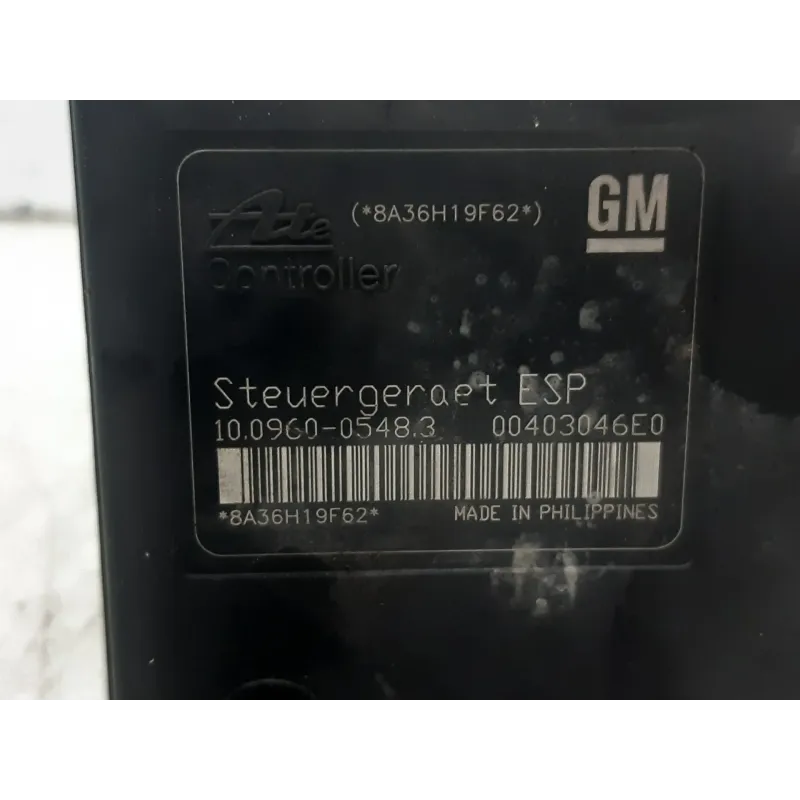 Ate (*8A36H19F62*) GM
Controller
Steuergeraet ESP
10.0960-0548.3 00403046E0
*8A36H19F62* MADE IN PHILIPPINES